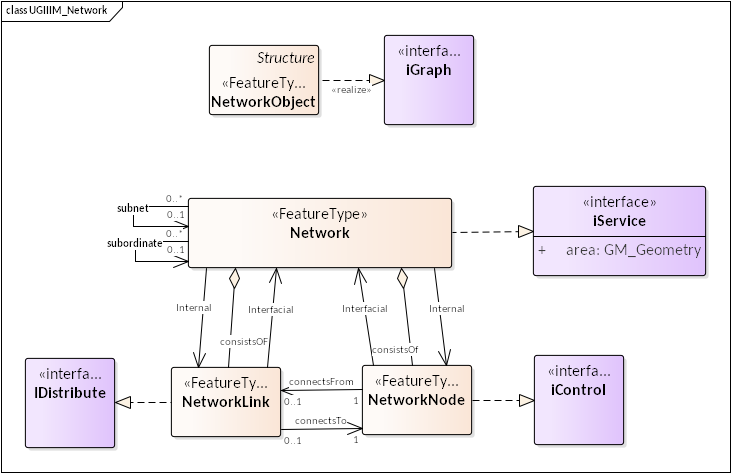 class UGIIIM_Network
Structure
«FeatureTy...
NetworkObject
«realize»
«interfa...
iGraph
subnet
0..*
0..1
subordinate
0..*
0..1
«FeatureType»
Network
«interface»
iService
+ area: GM_Geometry
Internal
consistsOF
Interfacial
Interfacial
consistsOf
Internal
«interfa...
IDistribute
«FeatureTy...
NetworkLink
connectsFrom
0..1
1
connectsTo
0..1
1
«FeatureTy...
NetworkNode
«interfa...
iControl